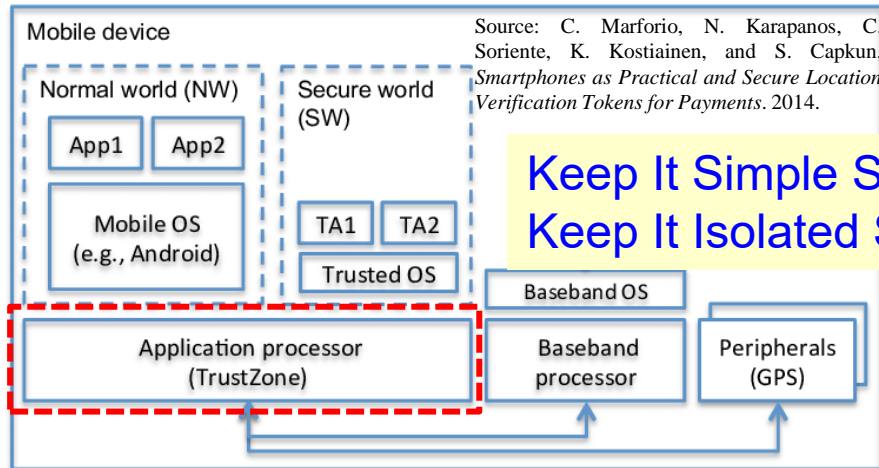 Mobile device
Source: C. Marforio, N. Karapanos, C.
Soriente, K. Kostiainen, and S. Capkun.
Smartphones as Practical and Secure Location
Verification Tokens for Payments. 2014.
Normal world (NW)
Secure world
(SW)
App1
App2
Keep It Simple S
Keep It Isolated S
Mobile OS
(e.g., Android)
TA1
TA2
Trusted OS
Baseband OS
Application processor
(TrustZone)
Baseband
processor
Peripherals
(GPS)